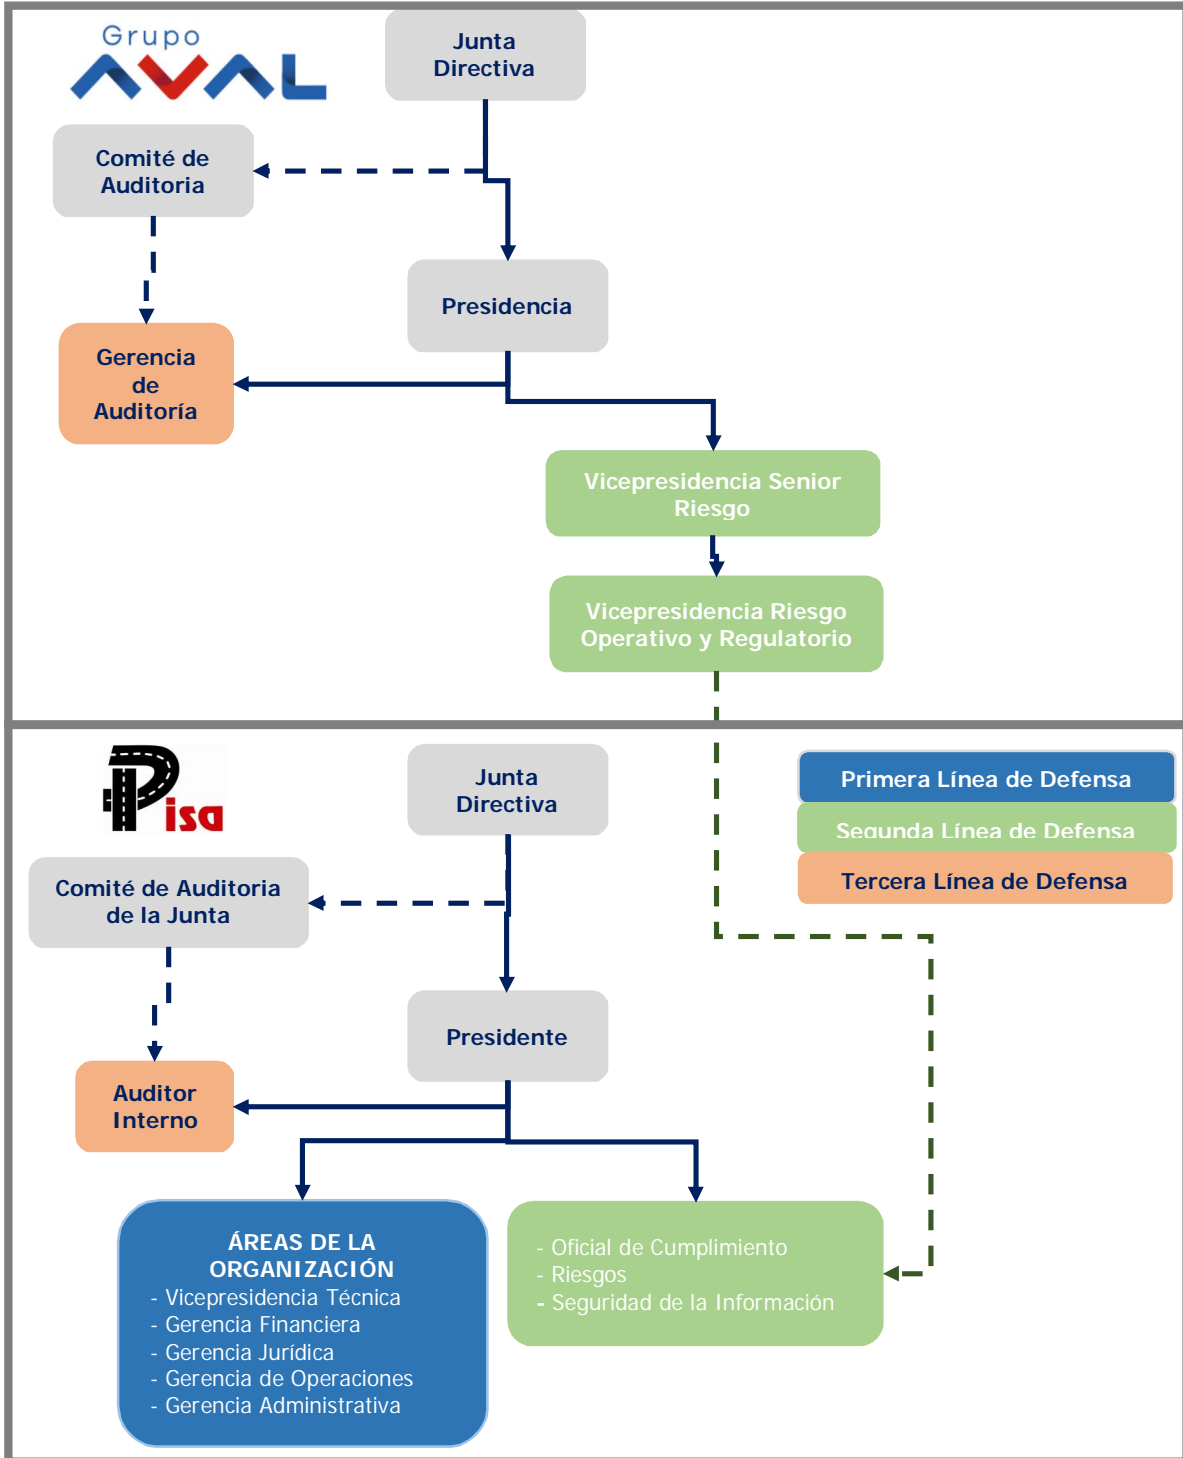 Grupo
AVAL
Junta
Directiva
Comité de
Auditoria
Presidencia
Gerencia
de
Auditoría
Vicepresidencia Senior
Riesgo
Vicepresidencia Riesgo
Operativo y Regulatorio
Pisa
Junta
Directiva
Primera Línea de Defensa
Segunda Línea de Defensa
Tercera Línea de Defensa
Comité de Auditoria
de la Junta
Presidente
Auditor
Interno
ÁREAS DE LA
ORGANIZACIÓN
- Vicepresidencia Técnica
- Gerencia Financiera
- Gerencia Jurídica
- Gerencia de Operaciones
- Gerencia Administrativa
- Oficial de Cumplimiento
- Riesgos
- Seguridad de la Información